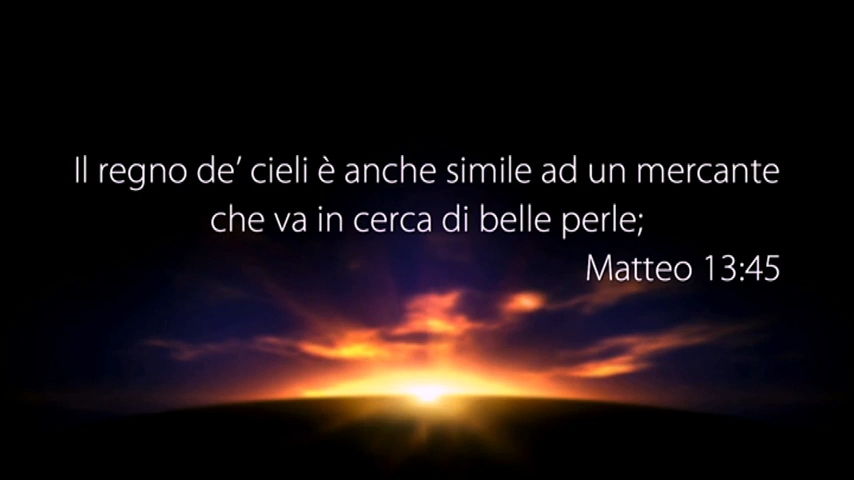 Il regno de’ cieli è anche simile ad un mercante
che va in cerca di belle perle;
Matteo 13:45